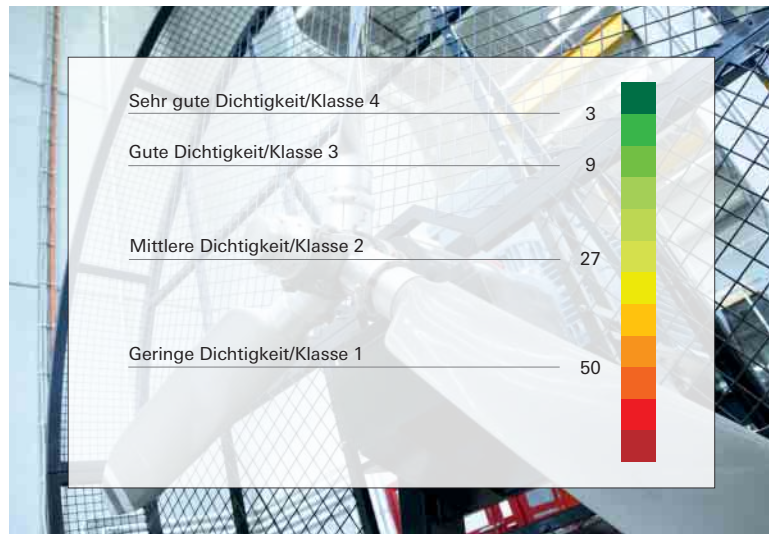 Sehr gute Dichtigkeit/Klasse 4
3
Gute Dichtigkeit/Klasse 3
9
Mittlere Dichtigkeit/Klasse 2
27
Geringe Dichtigkeit/Klasse 1
50